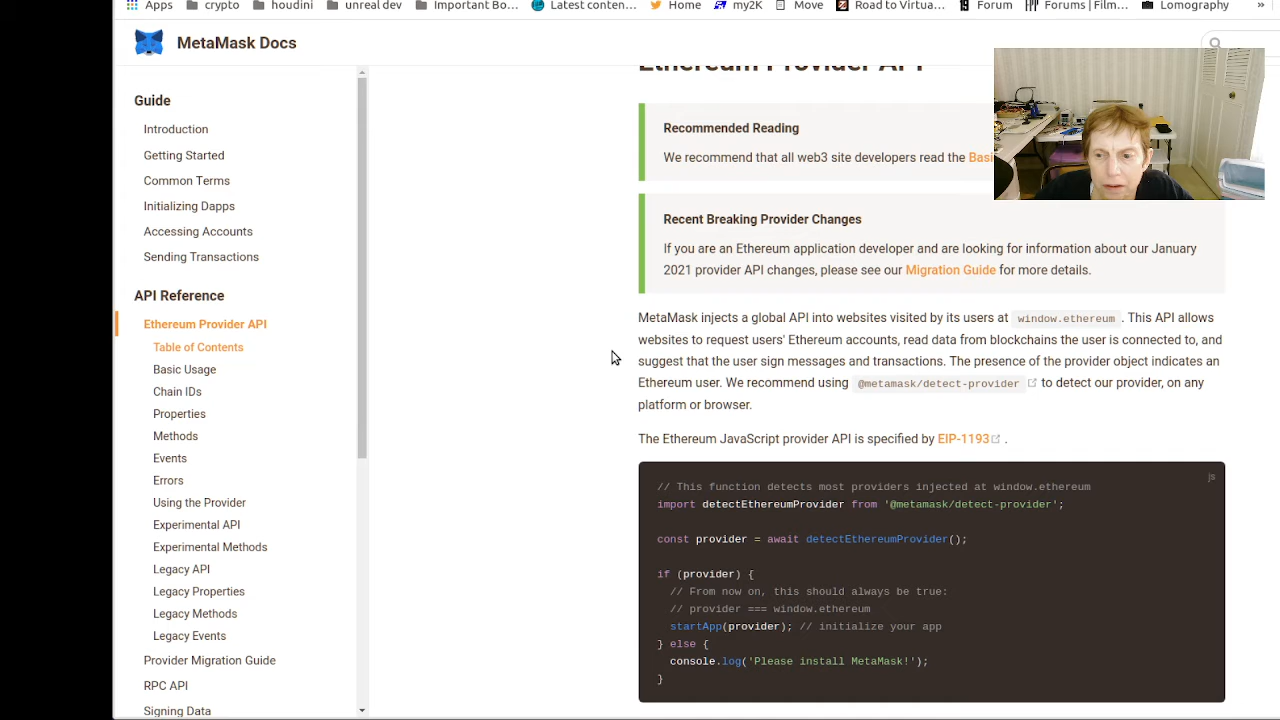 Apps crypto houdini unreal dev Important Bo... Latest conten... Home my2K Move Road to Virtua... Forum Forums | Film... Lomography »
MetaMask Docs
Guide
Introduction
Getting Started
Common Terms
Initializing Dapps
Accessing Accounts
Sending Transactions
API Reference
Ethereum Provider API
Table of Contents
Basic Usage
Chain IDs
Properties
Methods
Events
Errors
Using the Provider
Experimental API
Experimental Methods
Legacy API
Legacy Properties
Legacy Methods
Legacy Events
Provider Migration Guide
RPC API
Signing Data
Ethereum Provider API
Recommended Reading
We recommend that all web3 site developers read the Basi
Recent Breaking Provider Changes
If you are an Ethereum application developer and are looking for information about our January
2021 provider API changes, please see our Migration Guide for more details.
MetaMask injects a global API into websites visited by its users at window.ethereum . This API allows
websites to request users' Ethereum accounts, read data from blockchains the user is connected to, and
suggest that the user sign messages and transactions. The presence of the provider object indicates an
Ethereum user. We recommend using @metamask/detect-provider to detect our provider, on any
platform or browser.
The Ethereum JavaScript provider API is specified by EIP-1193 .
js
// This function detects most providers injected at window.ethereum
import detectEthereumProvider from '@metamask/detect-provider';
const provider = await detectEthereumProvider();
if (provider) {
// From now on, this should always be true:
// provider === window.ethereum
startApp(provider); // initialize your app
} else {
console.log('Please install MetaMask!');
}